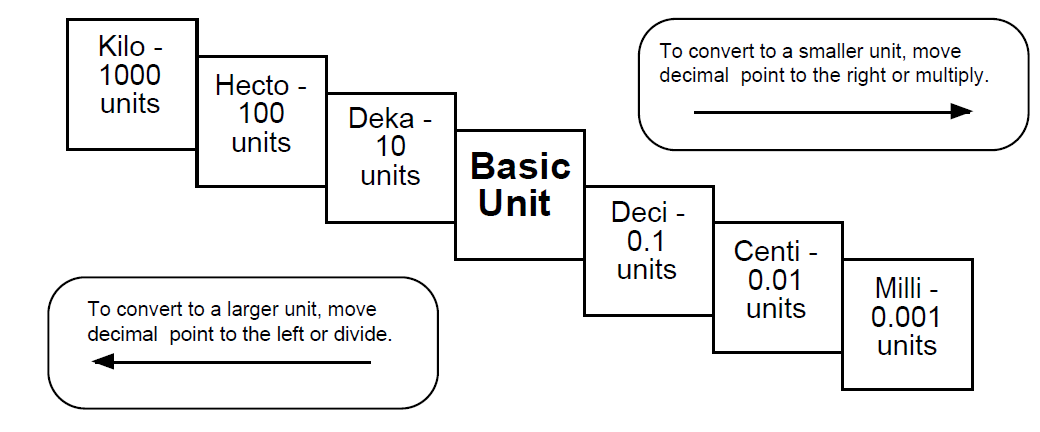 Kilo -
1000
units
Hecto -
100
units
Deka -
10
units
Basic
Unit
Deci -
0.1
units
Centi -
0.01
units
Milli -
0.001
units
To convert to a smaller unit, move
decimal point to the right or multiply.
To convert to a larger unit, move
decimal point to the left or divide.